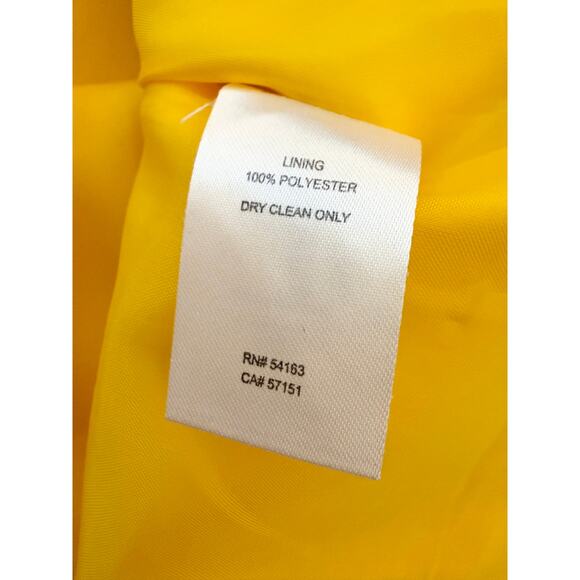 LINING
100% POLYESTER
DRY CLEAN ONLY
RN# 54163
CA# 57151